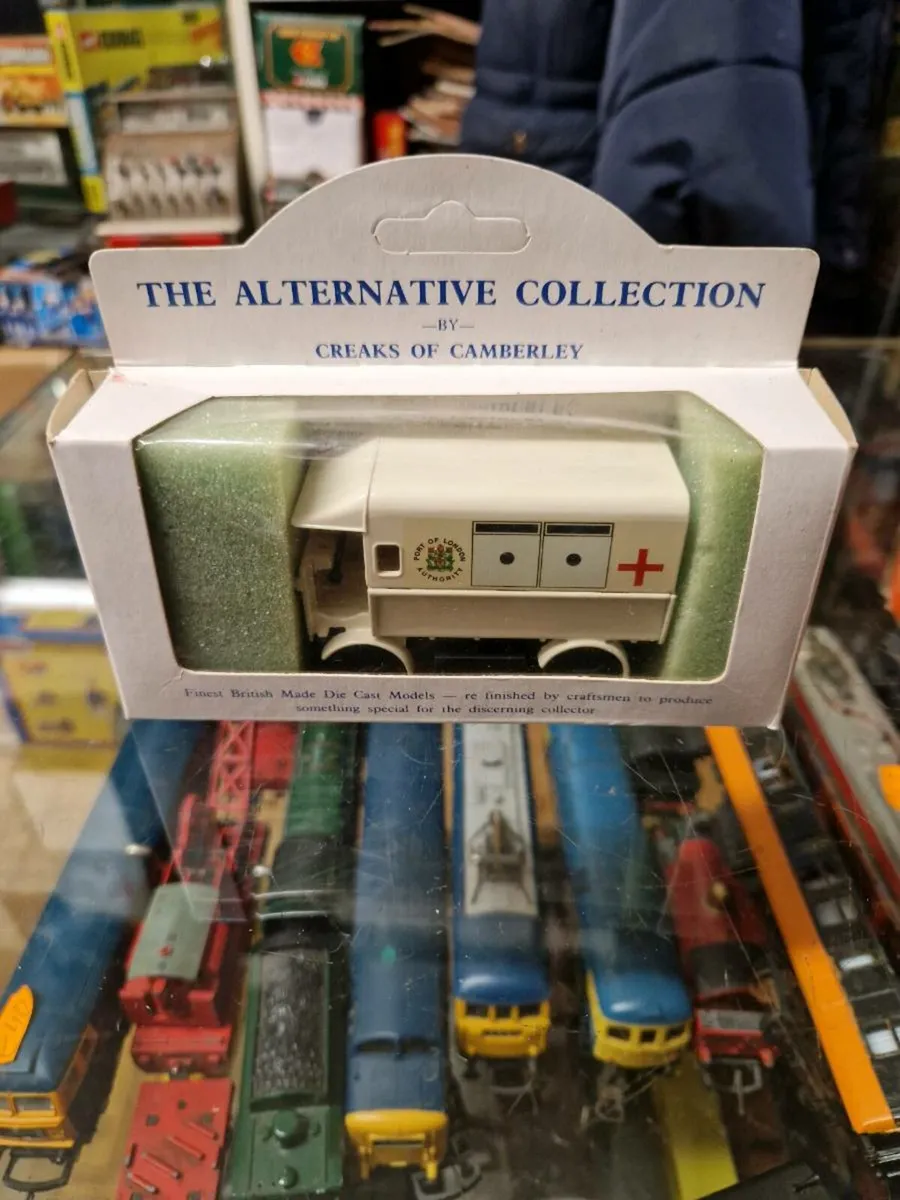 THE ALTERNATIVE COLLECTION
—BY—
CREAKS OF CAMBERLEY
PORT OF LONDON
AUTHORITY
Finest British Made Die Cast Models — re finished by craftsmen to produce
something special for the discerning collector